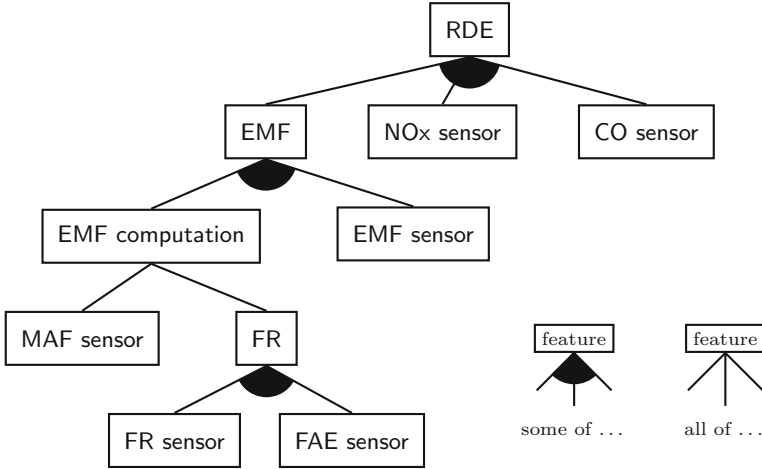 RDE
EMF
NOx sensor
CO sensor
EMF computation
EMF sensor
MAF sensor
FR
feature
feature
FR sensor
FAE sensor
some of ...
all of ...